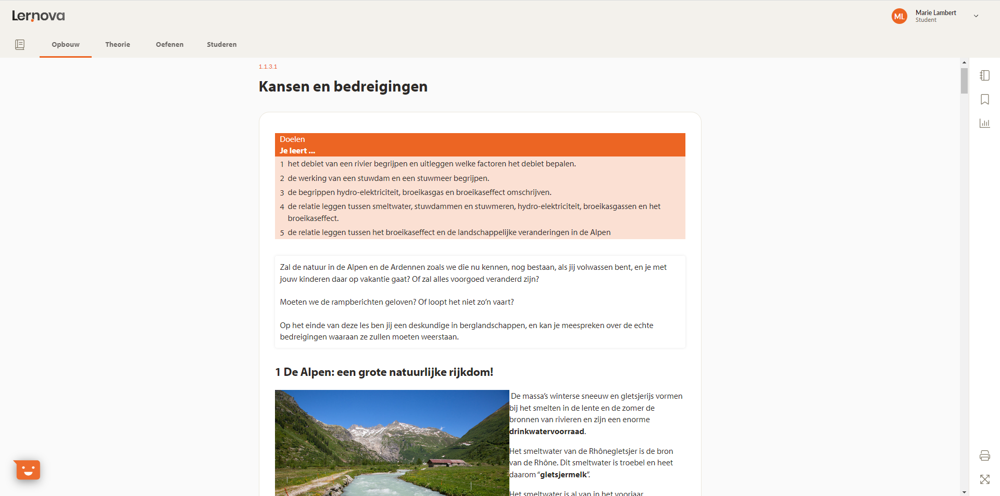 Lernova
ML
Marie Lambert
Student
Opbouw
Theorie
Oefenen
Studeren
1.1.3.1
Kansen en bedreigingen
Doelen
Je leert ...
1 het debiet van een rivier begrijpen en uitleggen welke factoren het debiet bepalen.
2 de werking van een stuwdam en een stuwmeer begrijpen.
3 de begrippen hydro-elektriciteit, broeikasgas en broeikaseffect omschrijven.
4 de relatie leggen tussen smeltwater, stuwdammen en stuwmeren, hydro-elektriciteit, broeikasgassen en het
broeikaseffect.
5 de relatie leggen tussen het broeikaseffect en de landschappelijke veranderingen in de Alpen
Zal de natuur in de Alpen en de Ardennen zoals we die nu kennen, nog bestaan, als jij volwassen bent, en je met
jouw kinderen daar op vakantie gaat? Of zal alles voorgoed veranderd zijn?
Moeten we de rampberichten geloven? Of loopt het niet zo’n vaart?
Op het einde van deze les ben jij een deskundige in berglandschappen, en kan je meespreken over de echte
bedreigingen waaraan ze zullen moeten weerstaan.
1 De Alpen: een grote natuurlijke rijkdom!
De massa’s winterse sneeuw en gletsjerijs vormen
bij het smelten in de lente en de zomer de
bronnen van rivieren en zijn een enorme
drinkwatervoorraad.
Het smeltwater van de Rhônegletsjer is de bron
van de Rhône. Dit smeltwater is troebel en heet
daarom “gletsjermelk”.
Het smeltwater is al van in het voorjaar